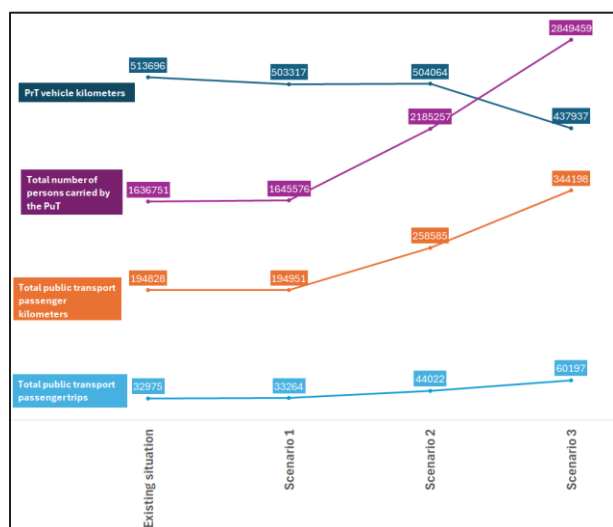 2849459
513696
503317
504064
PrT vehicle kilometers
437937
2185257
Total number of
persons carried by
the PuT
1636751
1645576
344198
258585
Total public transport
passenger
kilometers
194828
194951
60197
44022
Total public transport
passenger trips
32975
33264
Existing situation
Scenario 1
Scenario 2
Scenario 3